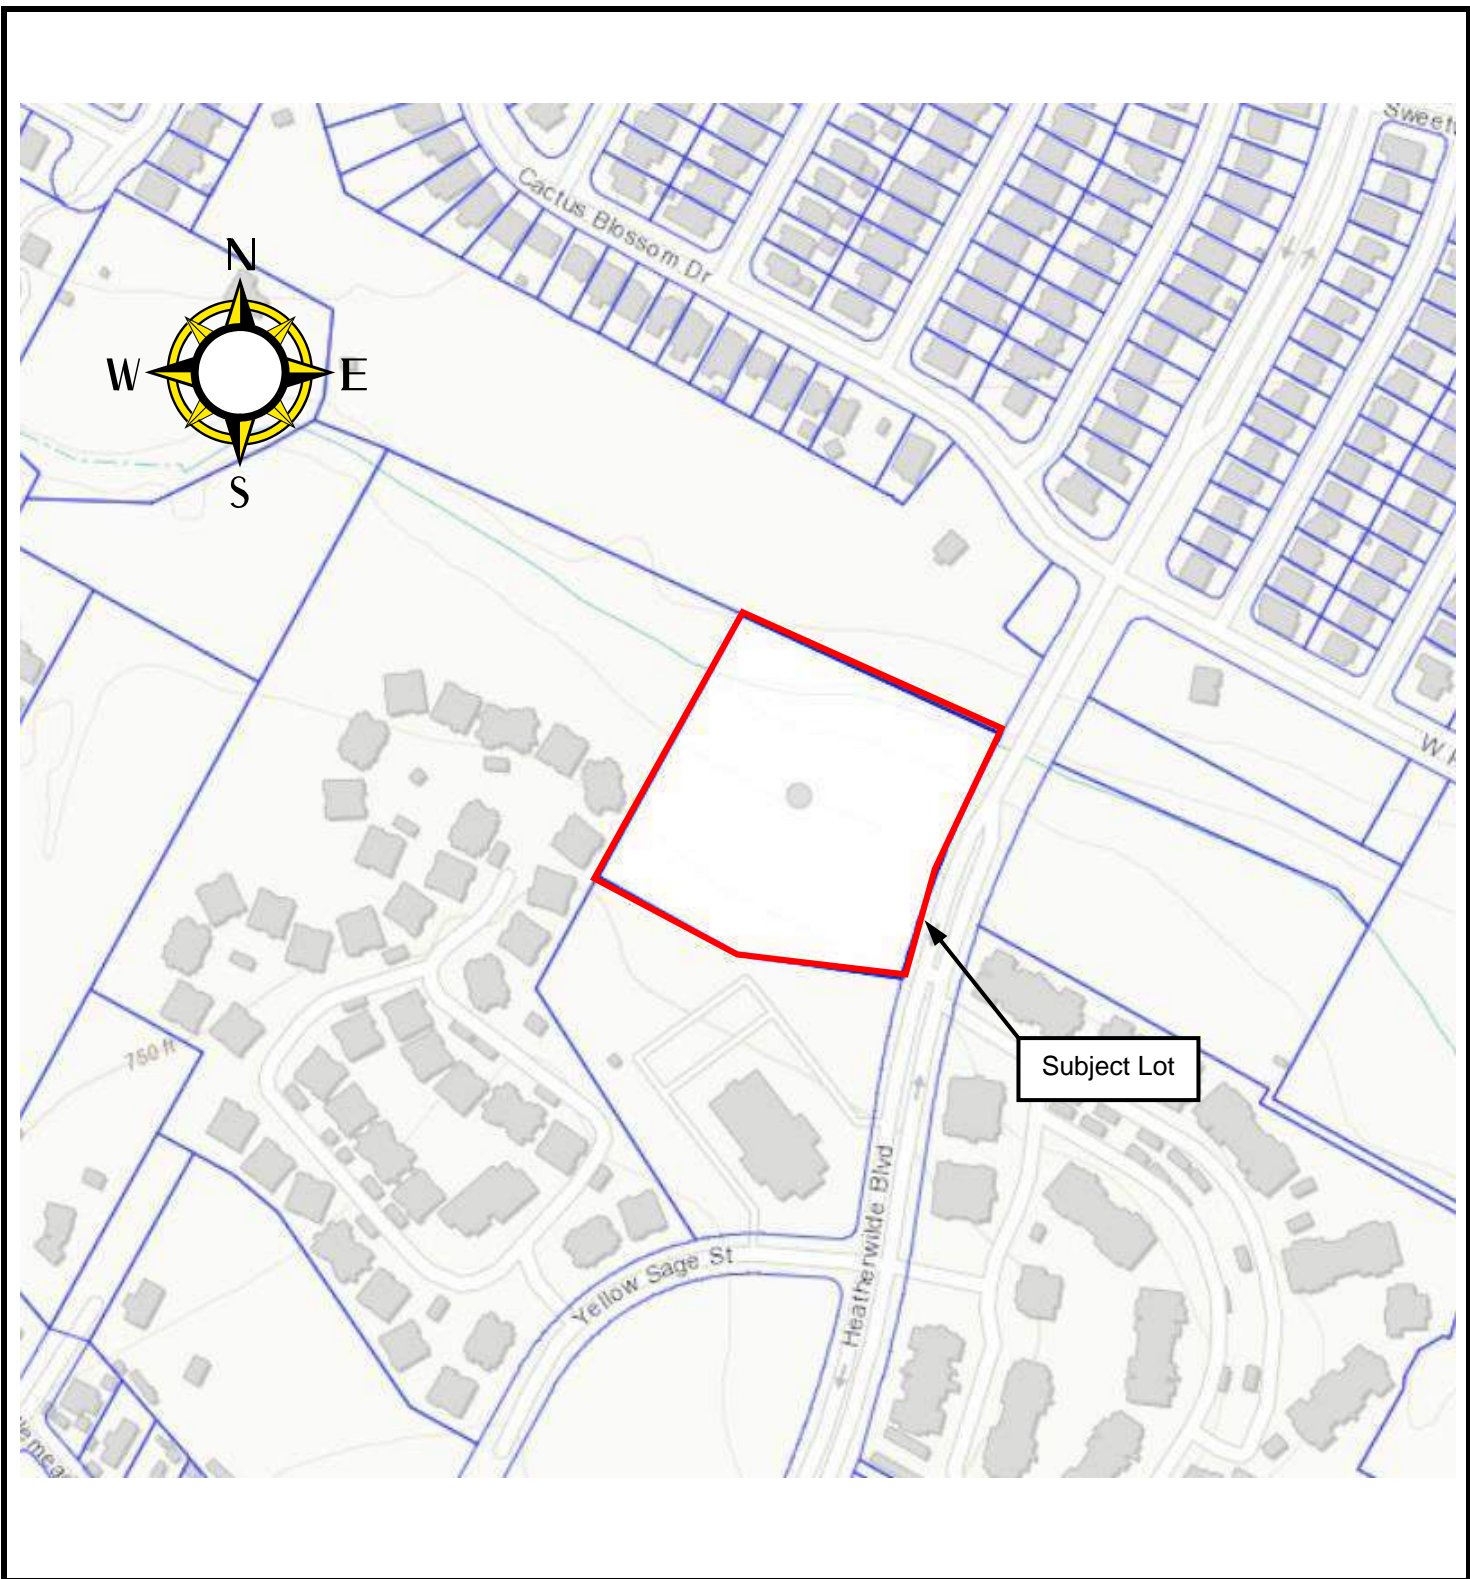 Cactus Blossom Dr
N
W
E
S
750 ft
Subject Lot
Heatherwilde Blvd
Yellow Sage St